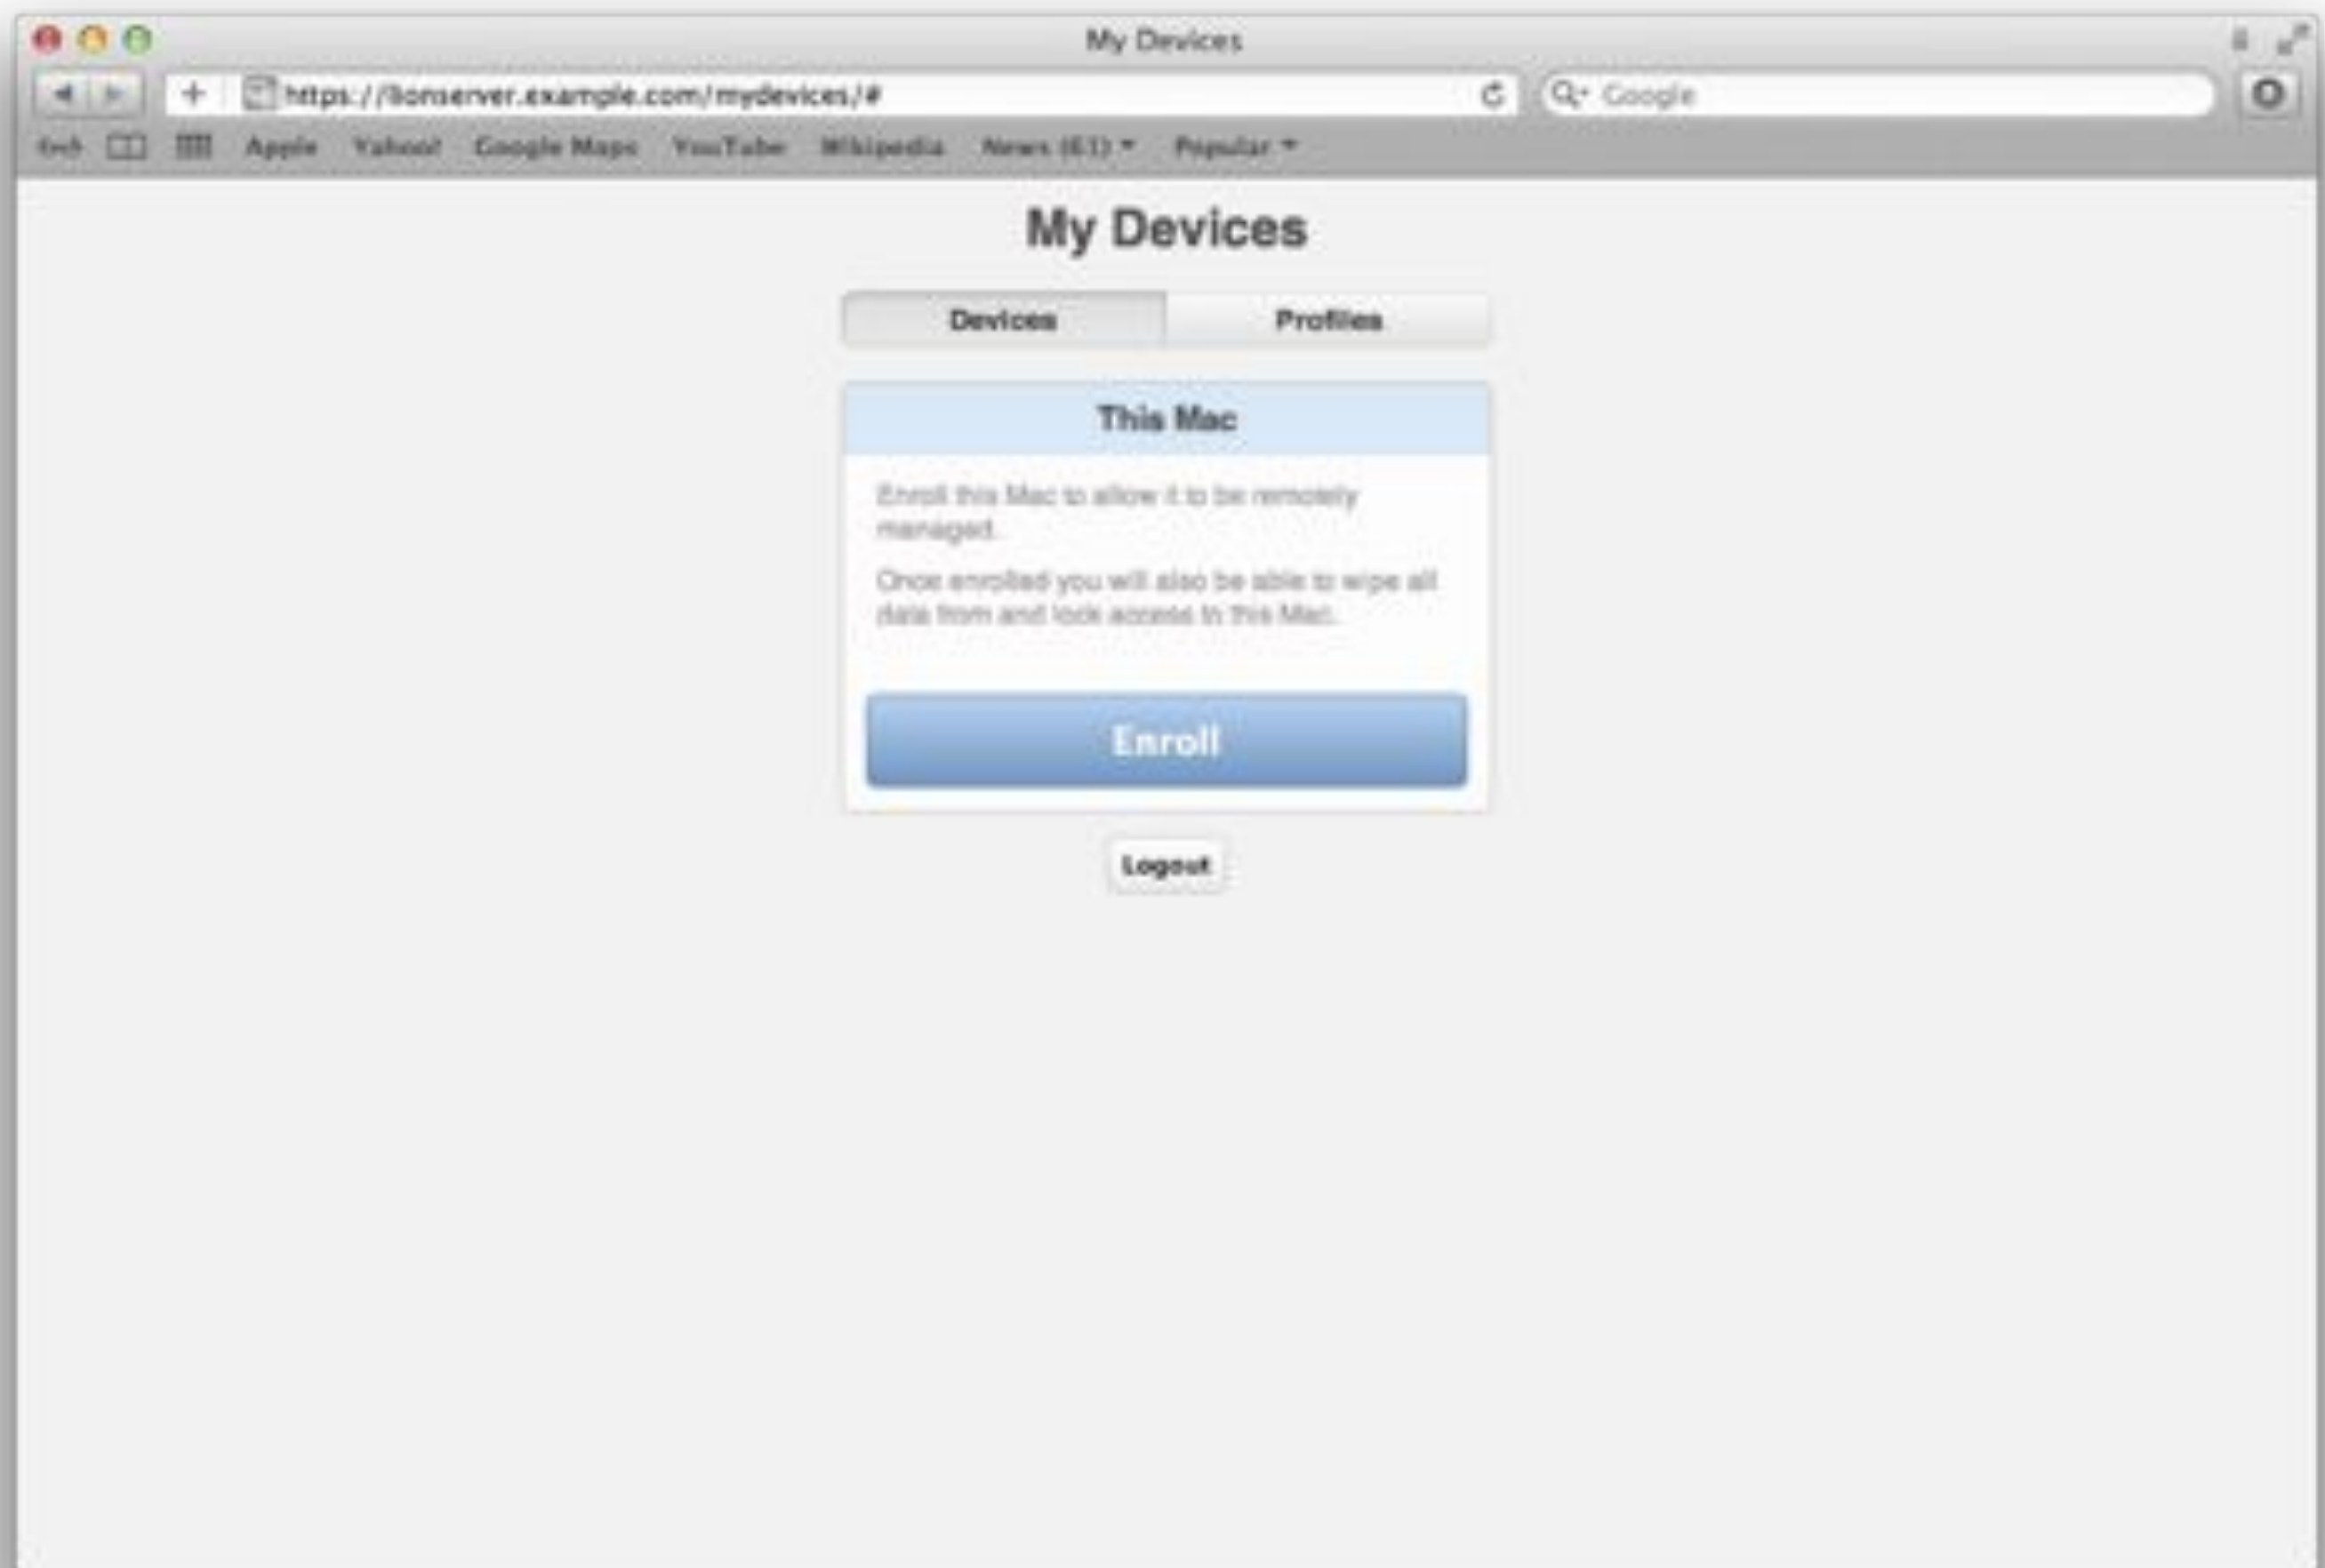 My Devices
https://lionserver.example.com/mydevices/#
Google
Apple Yahoo! Google Maps YouTube Wikipedia News (61) Popular
My Devices
Devices Profiles
This Mac
Enroll this Mac to allow it to be remotely
managed.
Once enrolled you will also be able to wipe all
data from and lock access to this Mac.
Enroll
Logout